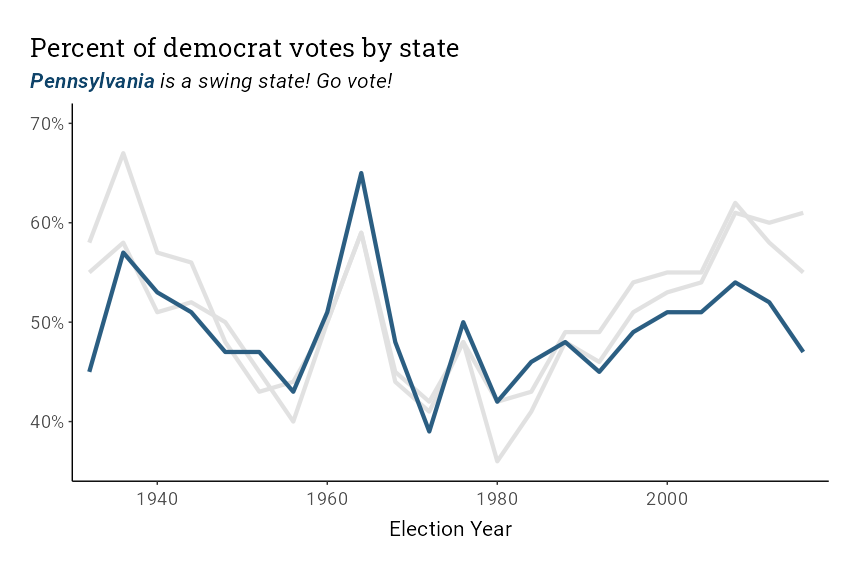 Percent of democrat votes by state
Pennsylvania is a swing state! Go vote!
70%
60%
50%
40%
1940 1960 1980 2000
Election Year